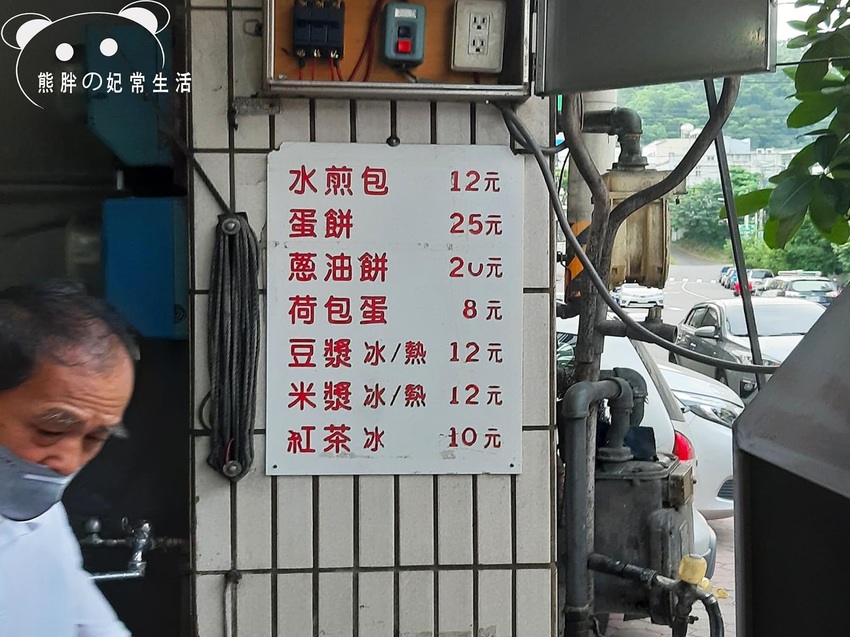 熊胖の妃常生活
水煎包 12元
蛋餅 25元
蔥油餅 20元
荷包蛋 8元
豆漿冰/熱 12元
米漿冰/熱 12元
紅茶冰 10元